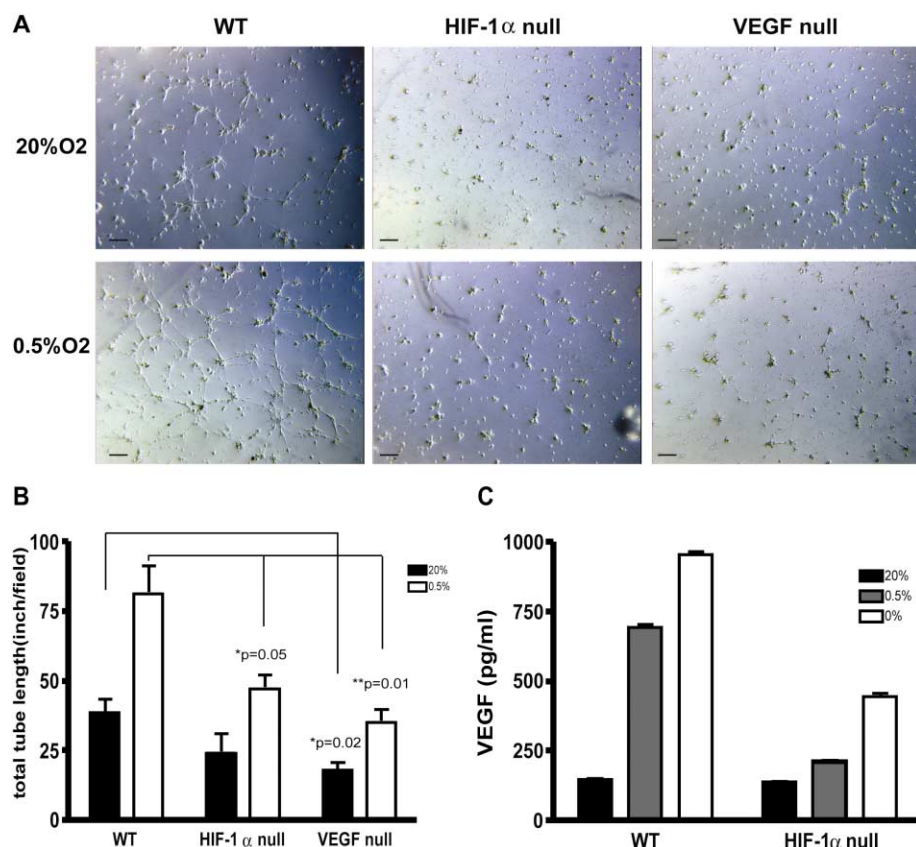 A
WT
HIF-1α null
VEGF null
20%O2
0.5%O2
B
total tube length(inch/field)
100
75
50
25
0
20%
0.5%
*p=0.05
*p=0.02
**p=0.01
WT
HIF-1 α null
VEGF null
C
VEGF (pg/ml)
1000
750
500
250
0
20%
0.5%
0%
WT
HIF-1α null